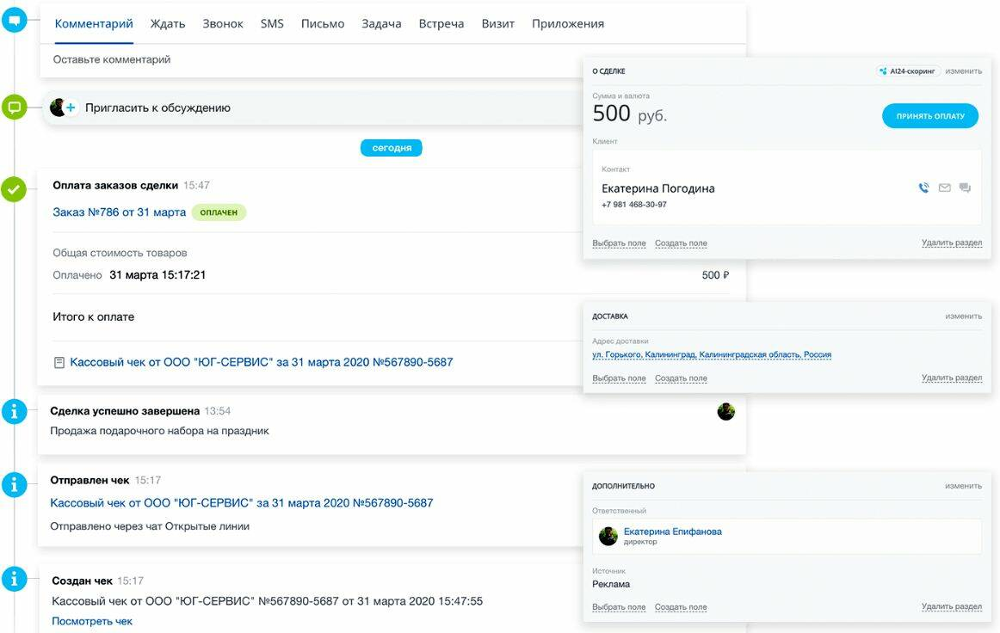 Комментарий Ждать Звонок SMS Письмо Задача Встреча Визит Приложения
Оставьте комментарий
Пригласить к обсуждению
сегодня
Оплата заказов сделки 15:47
Заказ №786 от 31 марта ОПЛАЧЕН
Общая стоимость товаров
Оплачено 31 марта 15:17:21 500 ₽
Итого к оплате
Кассовый чек от ООО "ЮГ-СЕРВИС" за 31 марта 2020 №567890-5687
Сделка успешно завершена 13:54
Продажа подарочного набора на праздник
Отправлен чек 15:17
Кассовый чек от ООО "ЮГ-СЕРВИС" за 31 марта 2020 №567890-5687
Отправлено через чат Открытые линии
Создан чек 15:17
Кассовый чек от ООО "ЮГ-СЕРВИС" №567890-5687 от 31 марта 2020 15:47:55
Посмотреть чек
О СДЕЛКЕ AI24-скоринг изменить
Сумма и валюта
500 руб. ПРИНЯТЬ ОПЛАТУ
Клиент
Контакт
Екатерина Погодина
+7 981 468-30-97
Выбрать поле Создать поле Удалить раздел
ДОСТАВКА изменить
Адрес доставки
ул. Горького, Калининград, Калининградская область, Россия
Выбрать поле Создать поле Удалить раздел
ДОПОЛНИТЕЛЬНО изменить
Ответственный
Екатерина Епифанова
директор
Источник
Реклама
Выбрать поле Создать поле Удалить раздел